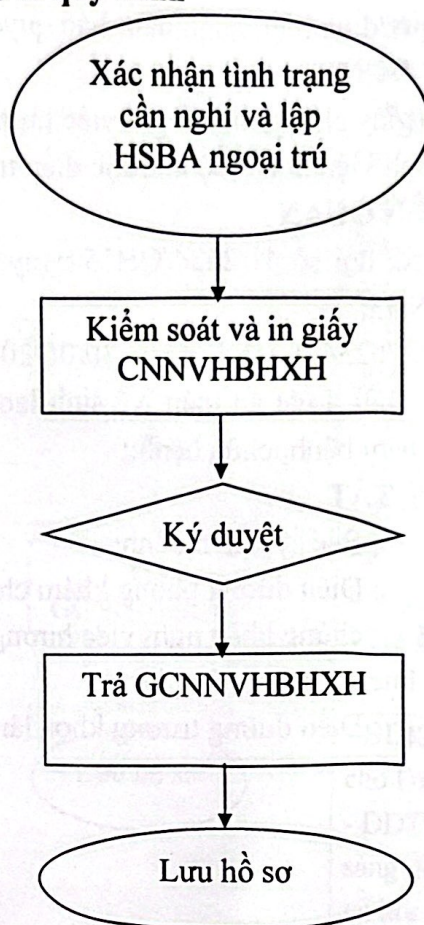 Xác nhận tình trạng
cần nghỉ và lập
HSBA ngoại trú
Kiểm soát và in giấy
CNNVHBHXH
Ký duyệt
Trả GCNNVHBHXH
Lưu hồ sơ